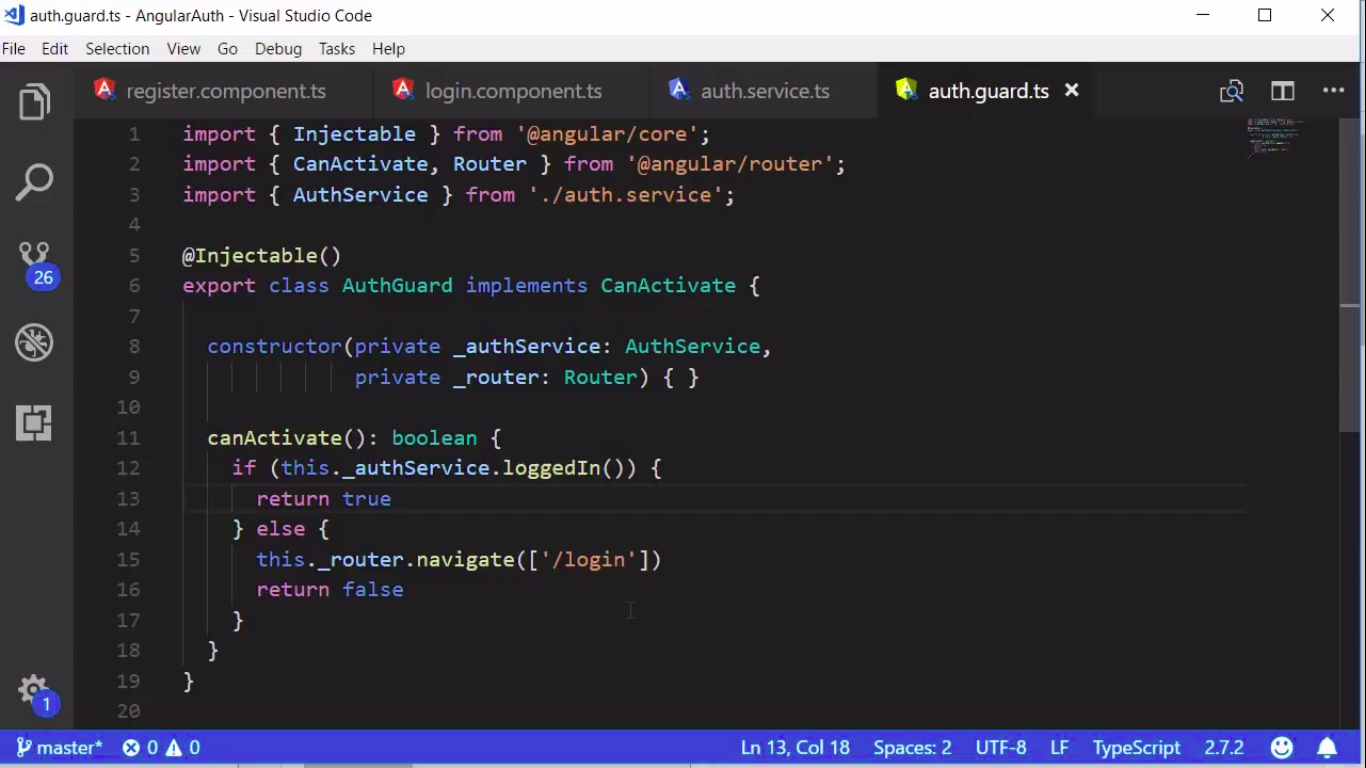 auth.guard.ts - AngularAuth - Visual Studio Code
File Edit Selection View Go Debug Tasks Help
register.component.ts login.component.ts auth.service.ts auth.guard.ts
1 import { Injectable } from '@angular/core';
2 import { CanActivate, Router } from '@angular/router';
3 import { AuthService } from './auth.service';
4
5 @Injectable()
6 export class AuthGuard implements CanActivate {
7
8 constructor(private _authService: AuthService,
9 private _router: Router) { }
10
11 canActivate(): boolean {
12 if (this._authService.loggedIn()) {
13 return true
14 } else {
15 this._router.navigate(['/login'])
16 return false
17 }
18 }
19 }
20
26
1
master* 0 0 Ln 13, Col 18 Spaces: 2 UTF-8 LF TypeScript 2.7.2